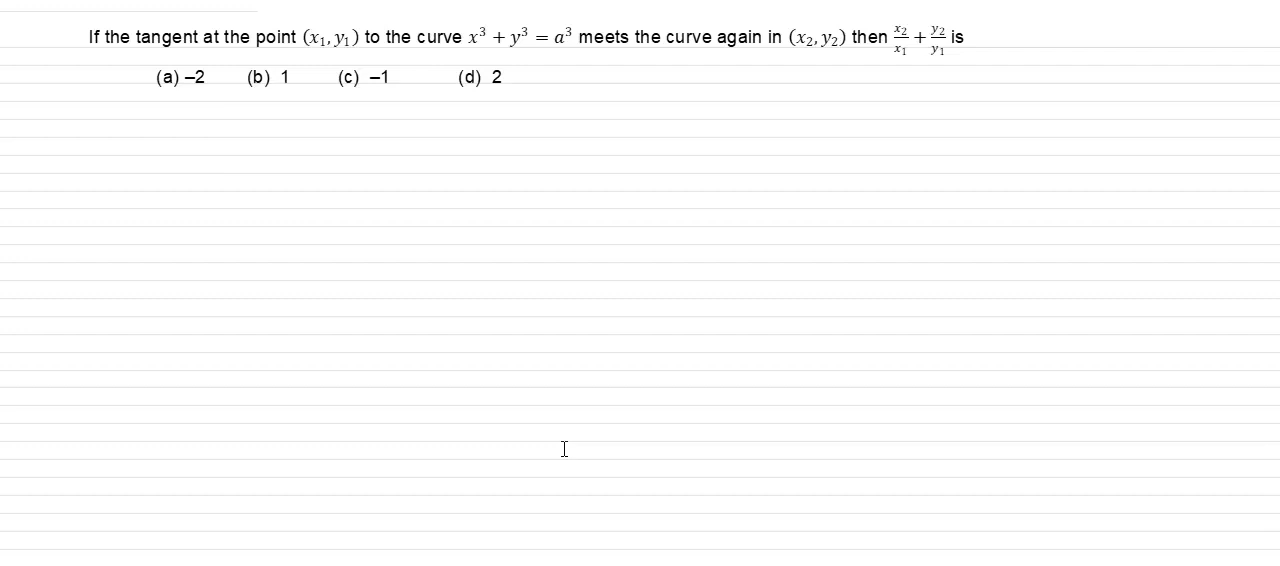 If the tangent at the point (x₁, y₁) to the curve x³ + y³ = a³ meets the curve again in (x₂, y₂) then x₂/x₁ + y₂/y₁ is
(a) –2 (b) 1 (c) –1 (d) 2